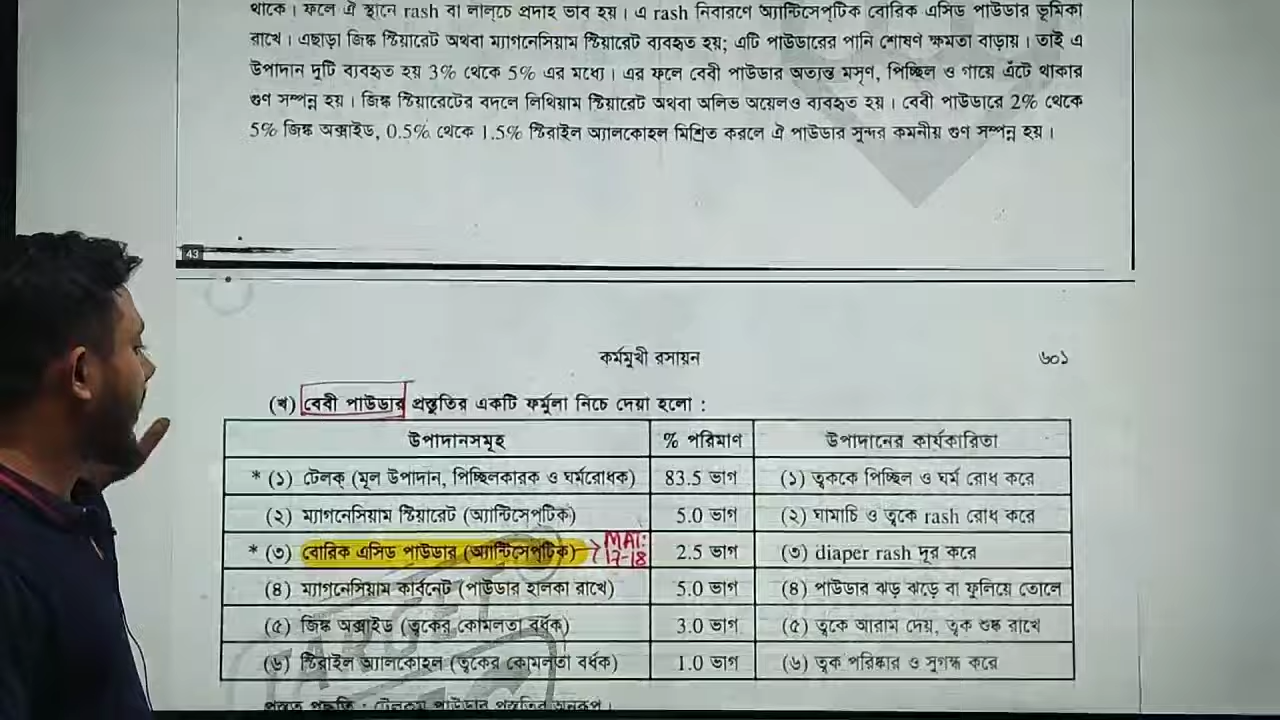 থাকে। ফলে ঐ স্থানে rash বা লাল্চে প্রদাহ ভাব হয়। এ rash নিবারণে অ্যান্টিসেপ্‌টিক বোরিক এসিড পাউডার ভূমিকা
রাখে। এছাড়া জিঙ্ক স্টিয়ারেট অথবা ম্যাগনেসিয়াম স্টিয়ারেট ব্যবহৃত হয়; এটি পাউডারের পানি শোষণ ক্ষমতা বাড়ায়। তাই এ
উপাদান দুটি ব্যবহৃত হয় 3% থেকে 5% এর মধ্যে। এর ফলে বেবী পাউডার অত্যন্ত মসৃণ, পিচ্ছিল ও গায়ে এঁটে থাকার
গুণ সম্পন্ন হয়। জিঙ্ক স্টিয়ারেটের বদলে লিথিয়াম স্টিয়ারেট অথবা অলিভ অয়েলও ব্যবহৃত হয়। বেবী পাউডারে 2% থেকে
5% জিঙ্ক অক্সাইড, 0.5% থেকে 1.5% স্টিরাইল অ্যালকোহল মিশ্রিত করলে ঐ পাউডার সুন্দর কমনীয় গুণ সম্পন্ন হয়।
43
কর্মমুখী রসায়ন ৬০১
(খ) বেবী পাউডার প্রস্তুতির একটি ফর্মুলা নিচে দেয়া হলো :
উপাদানসমূহ % পরিমাণ উপাদানের কার্যকারিতা
* (১) টেলক্ (মূল উপাদান, পিচ্ছিলকারক ও ঘর্মরোধক) 83.5 ভাগ (১) ত্বককে পিচ্ছিল ও ঘর্ম রোধ করে
(২) ম্যাগনেসিয়াম স্টিয়ারেট (অ্যান্টিসেপ্‌টিক) 5.0 ভাগ (২) ঘামাচি ও ত্বকে rash রোধ করে
* (৩) বোরিক এসিড পাউডার (অ্যান্টিসেপ্‌টিক) MAT: 17-18 2.5 ভাগ (৩) diaper rash দূর করে
(৪) ম্যাগনেসিয়াম কার্বনেট (পাউডার হালকা রাখে) 5.0 ভাগ (৪) পাউডার ঝড় ঝড়ে বা ফুলিয়ে তোলে
(৫) জিঙ্ক অক্সাইড (ত্বকের কোমলতা বর্ধক) 3.0 ভাগ (৫) ত্বকে আরাম দেয়, ত্বক শুষ্ক রাখে
(৬) স্টিরাইল অ্যালকোহল (ত্বকের কোমলতা বর্ধক) 1.0 ভাগ (৬) ত্বক পরিষ্কার ও সুগন্ধ করে
প্রস্তুত পদ্ধতি : টেলকম পাউডার প্রস্তুতির অনুরূপ।